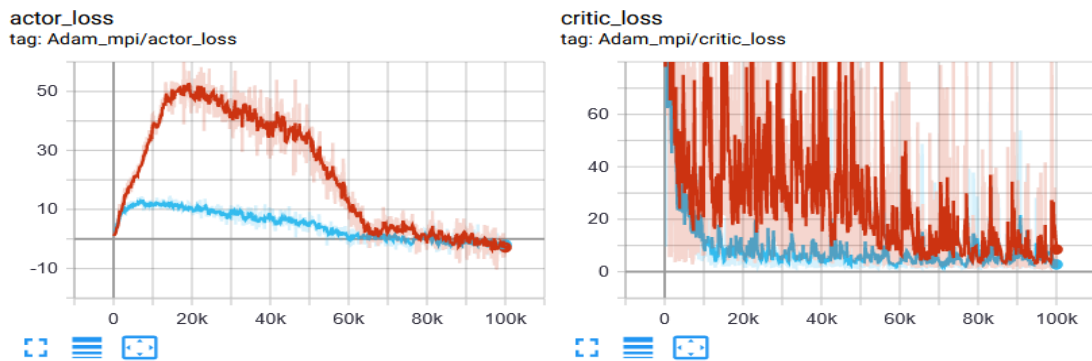 actor_loss
tag: Adam_mpi/actor_loss
50
30
10
-10
0 20k 40k 60k 80k 100k
critic_loss
tag: Adam_mpi/critic_loss
60
40
20
0
0 20k 40k 60k 80k 100k